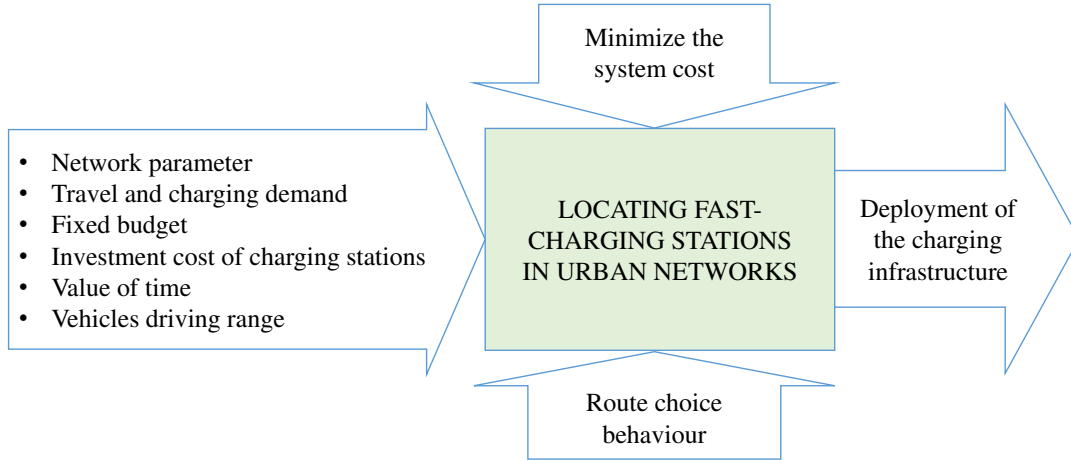 Minimize the
system cost
• Network parameter
• Travel and charging demand
• Fixed budget
• Investment cost of charging stations
• Value of time
• Vehicles driving range
LOCATING FAST-
CHARGING STATIONS
IN URBAN NETWORKS
Deployment of
the charging
infrastructure
Route choice
behaviour